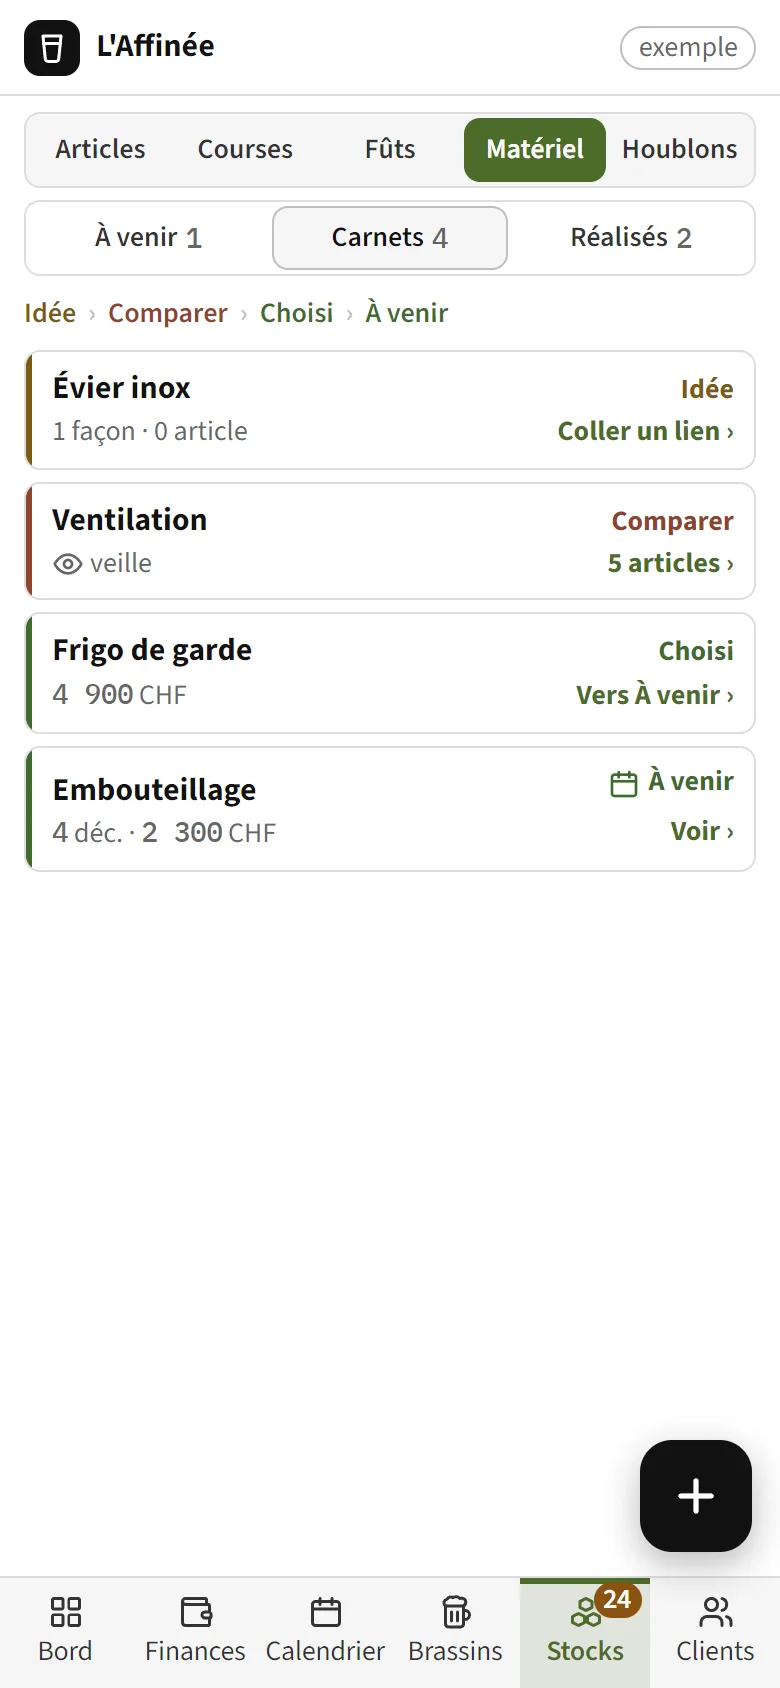 L'Affinée
exemple
Articles Courses Fûts Matériel Houblons
À venir 1 Carnets 4 Réalisés 2
Idée › Comparer › Choisi › À venir
Évier inox Idée
1 façon · 0 article Coller un lien ›
Ventilation Comparer
veille 5 articles ›
Frigo de garde Choisi
4 900 CHF Vers À venir ›
Embouteillage À venir
4 déc. · 2 300 CHF Voir ›
24
Bord Finances Calendrier Brassins Stocks Clients